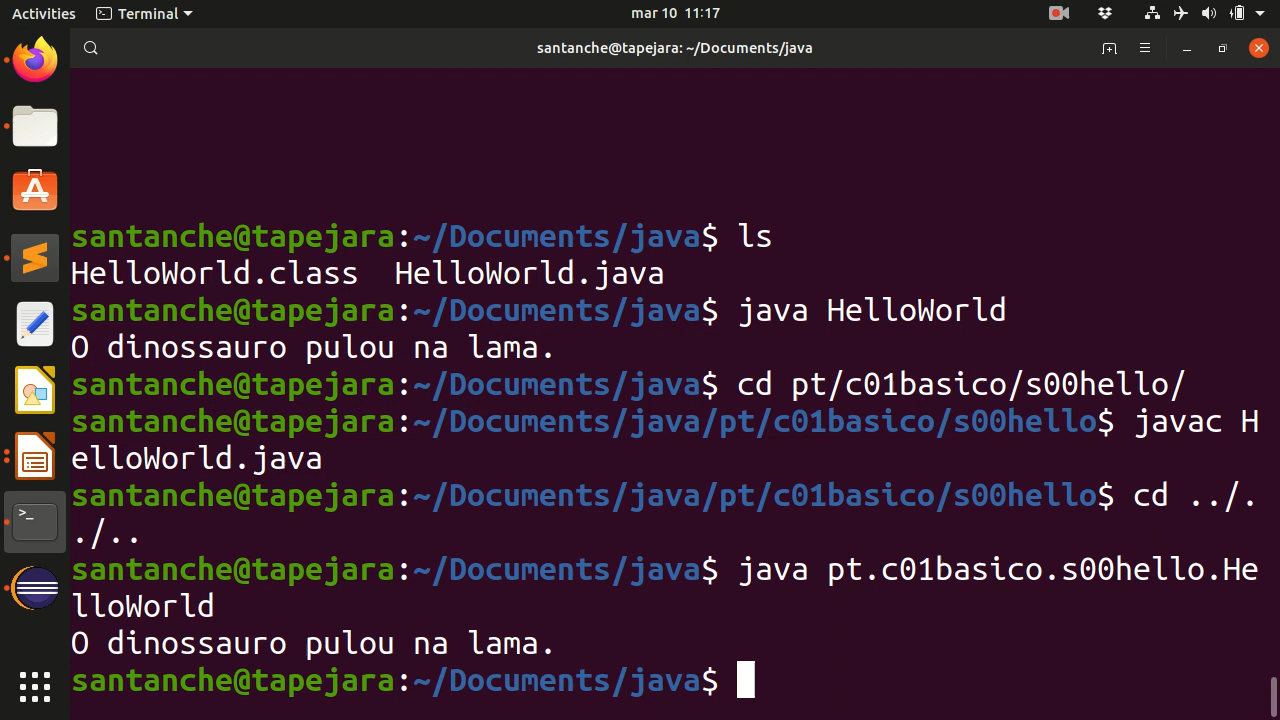 Activities Terminal mar 10 11:17
santanche@tapejara: ~/Documents/java
santanche@tapejara:~/Documents/java$ ls
HelloWorld.class  HelloWorld.java
santanche@tapejara:~/Documents/java$ java HelloWorld
O dinossauro pulou na lama.
santanche@tapejara:~/Documents/java$ cd pt/c01basico/s00hello/
santanche@tapejara:~/Documents/java/pt/c01basico/s00hello$ javac H
elloWorld.java
santanche@tapejara:~/Documents/java/pt/c01basico/s00hello$ cd ../.
./..
santanche@tapejara:~/Documents/java$ java pt.c01basico.s00hello.He
lloWorld
O dinossauro pulou na lama.
santanche@tapejara:~/Documents/java$